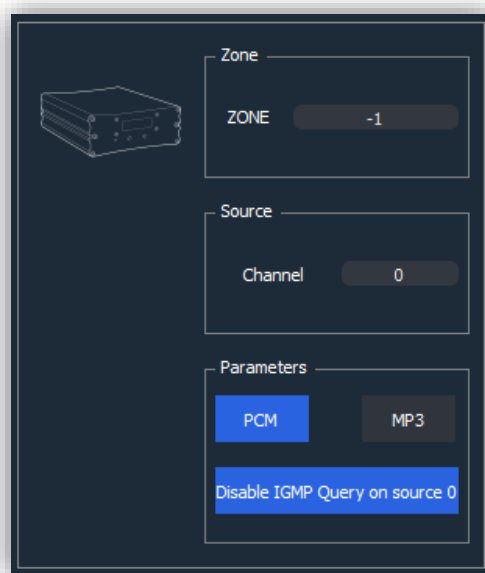 Zone
ZONE -1
Source
Channel 0
Parameters
PCM MP3
Disable IGMP Query on source 0